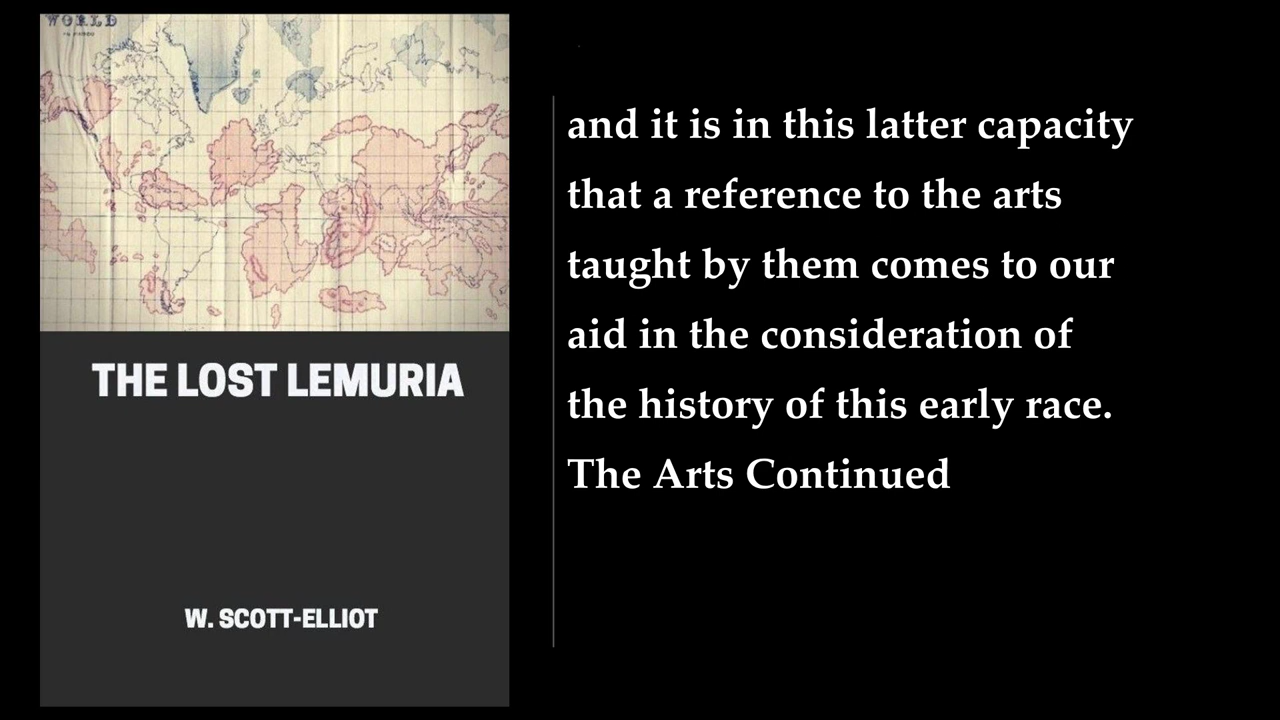 WORLD
THE LOST LEMURIA
W. SCOTT-ELLIOT
and it is in this latter capacity
that a reference to the arts
taught by them comes to our
aid in the consideration of
the history of this early race.
The Arts Continued